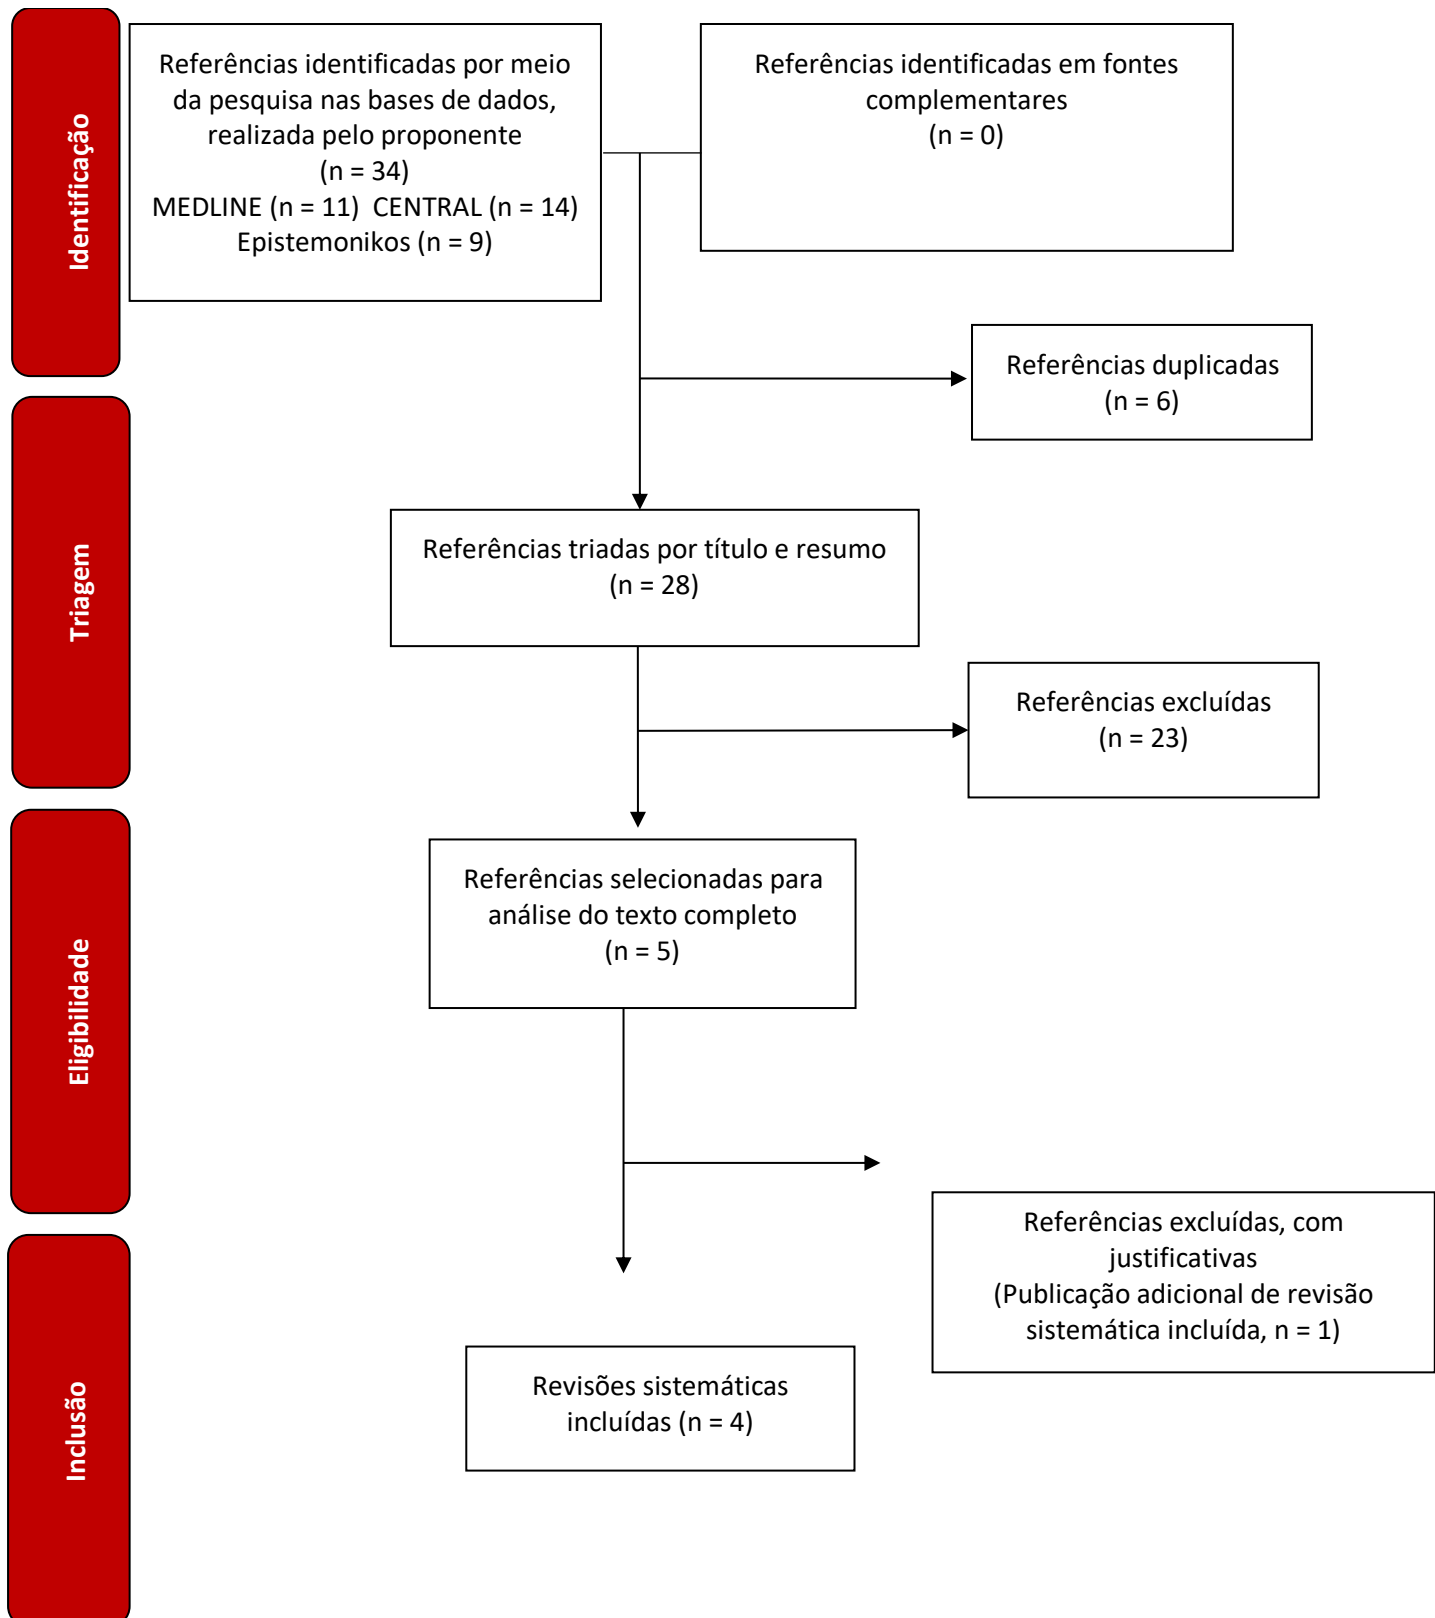 Identificação
Referências identificadas por meio
da pesquisa nas bases de dados,
realizada pelo proponente
(n = 34)
MEDLINE (n = 11)  CENTRAL (n = 14)
Epistemonikos (n = 9)
Referências identificadas em fontes
complementares
(n = 0)
Referências duplicadas
(n = 6)
Triagem
Referências triadas por título e resumo
(n = 28)
Referências excluídas
(n = 23)
Eligibilidade
Referências selecionadas para
análise do texto completo
(n = 5)
Referências excluídas, com
justificativas
(Publicação adicional de revisão
sistemática incluída, n = 1)
Inclusão
Revisões sistemáticas
incluídas (n = 4)